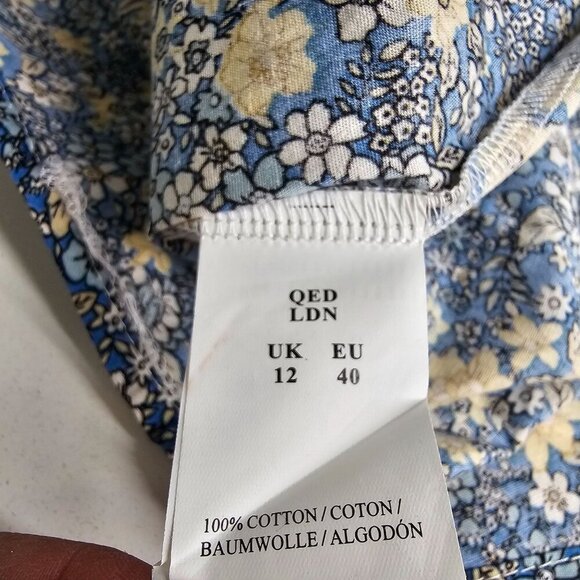 QED
LDN
UK EU
12 40
100% COTTON / COTON /
BAUMWOLLE / ALGODÓN